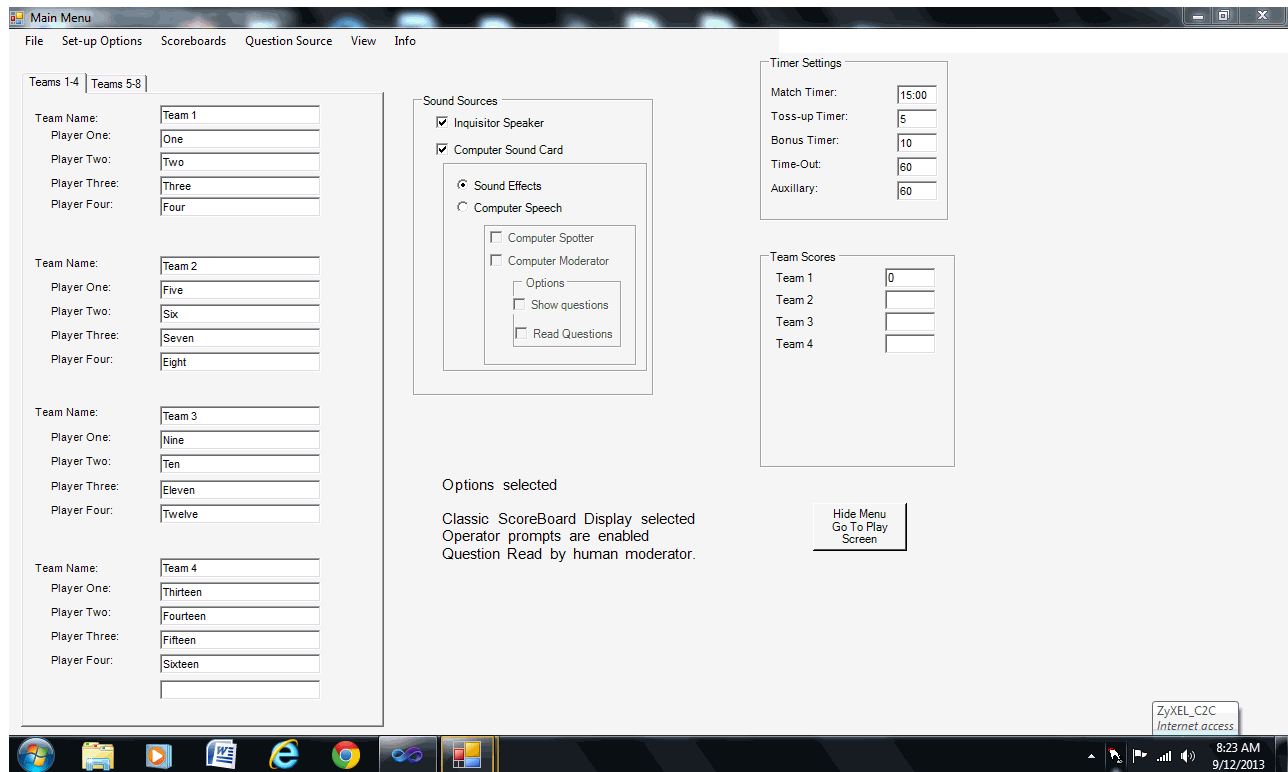 Main Menu
File Set-up Options Scoreboards Question Source View Info
Teams 1-4 Teams 5-8
Team Name: Team 1
Player One: One
Player Two: Two
Player Three: Three
Player Four: Four
Team Name: Team 2
Player One: Five
Player Two: Six
Player Three: Seven
Player Four: Eight
Team Name: Team 3
Player One: Nine
Player Two: Ten
Player Three: Eleven
Player Four: Twelve
Team Name: Team 4
Player One: Thirteen
Player Two: Fourteen
Player Three: Fifteen
Player Four: Sixteen
Sound Sources
Inquisitor Speaker
Computer Sound Card
Sound Effects
Computer Speech
Computer Spotter
Computer Moderator
Options
Show questions
Read Questions
Options selected
Classic ScoreBoard Display selected
Operator prompts are enabled
Question Read by human moderator.
Timer Settings
Match Timer: 15:00
Toss-up Timer: 5
Bonus Timer: 10
Time-Out: 60
Auxillary: 60
Team Scores
Team 1 0
Team 2
Team 3
Team 4
Hide Menu
Go To Play
Screen
ZyXEL_C2C
Internet access
8:23 AM
9/12/2013